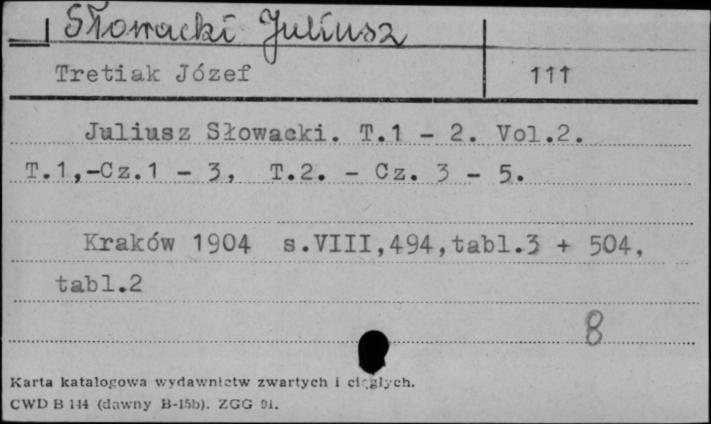 Słowacki Juliusz
Tretiak Józef 111
Juliusz Słowacki. T.1 - 2. Vol.2.
T.1,-Cz.1 - 3, T.2. - Cz. 3 - 5.
Kraków 1904 s.VIII,494,tabl.3 + 504,
tabl.2
8
Karta katalogowa wydawnictw zwartych i ciągłych.
CWD B 144 (dawny B-15b). ZGG 91.